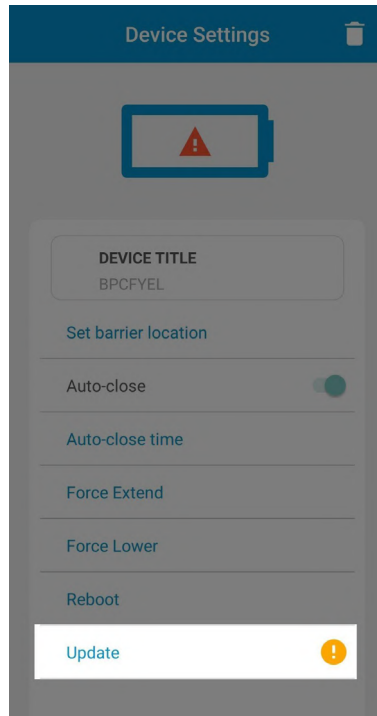 Device Settings
DEVICE TITLE
BPCFYEL
Set barrier location
Auto-close
Auto-close time
Force Extend
Force Lower
Reboot
Update